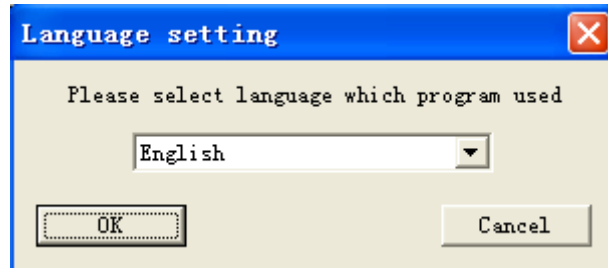 Language setting
Please select language which program used
English
OK
Cancel